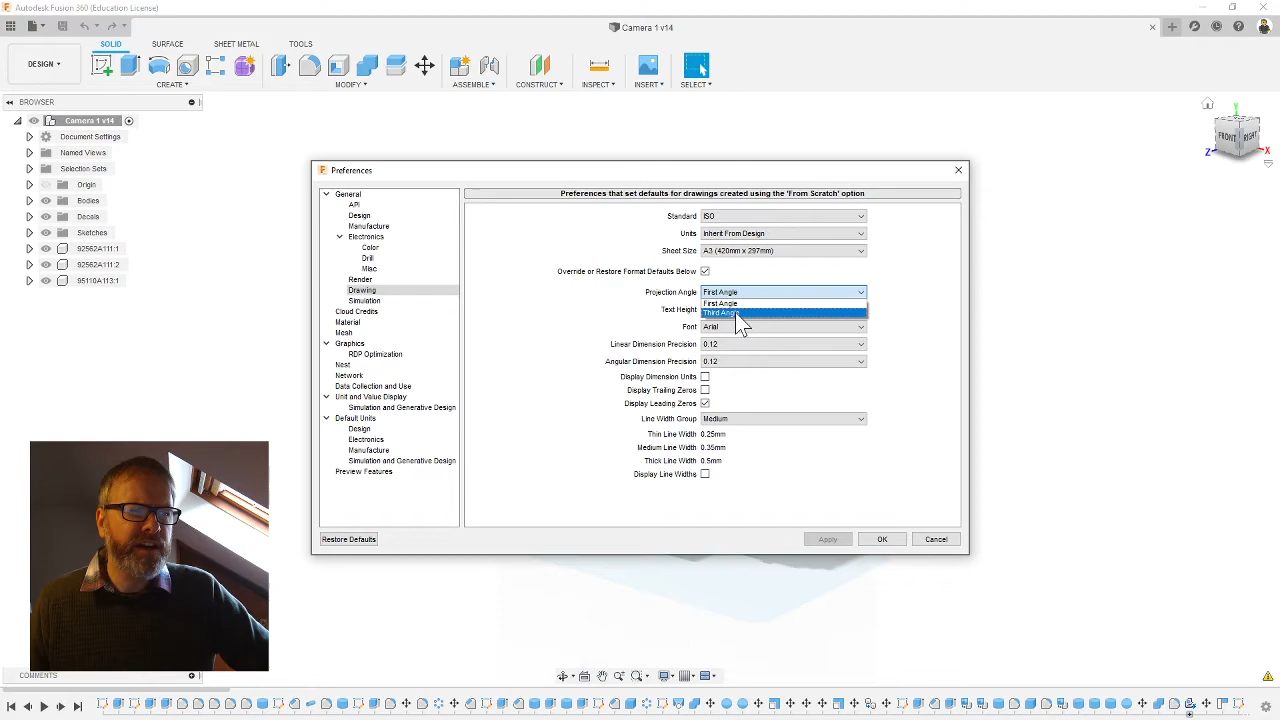 Autodesk Fusion 360 (Education License)
Camera 1 v14
SOLID SURFACE SHEET METAL TOOLS
DESIGN
CREATE MODIFY ASSEMBLE CONSTRUCT INSPECT INSERT SELECT
BROWSER
Camera 1 v14
Document Settings
Named Views
Selection Sets
Origin
Bodies
Decals
Sketches
92562A111:1
92562A111:2
95110A113:1
FRONT RIGHT
Y
Z
X
Preferences
General
API
Design
Manufacture
Electronics
Color
Drill
Misc
Render
Drawing
Simulation
Cloud Credits
Material
Mesh
Graphics
RDP Optimization
Nest
Network
Data Collection and Use
Unit and Value Display
Simulation and Generative Design
Default Units
Design
Electronics
Manufacture
Simulation and Generative Design
Preview Features
Preferences that set defaults for drawings created using the 'From Scratch' option
Standard ISO
Units Inherit From Design
Sheet Size A3 (420mm x 297mm)
Override or Restore Format Defaults Below
Projection Angle First Angle
First Angle
Text Height Third Angle
Font Arial
Linear Dimension Precision 0.12
Angular Dimension Precision 0.12
Display Dimension Units
Display Trailing Zeros
Display Leading Zeros
Line Width Group Medium
Thin Line Width 0.25mm
Medium Line Width 0.35mm
Thick Line Width 0.5mm
Display Line Widths
Restore Defaults Apply OK Cancel
COMMENTS